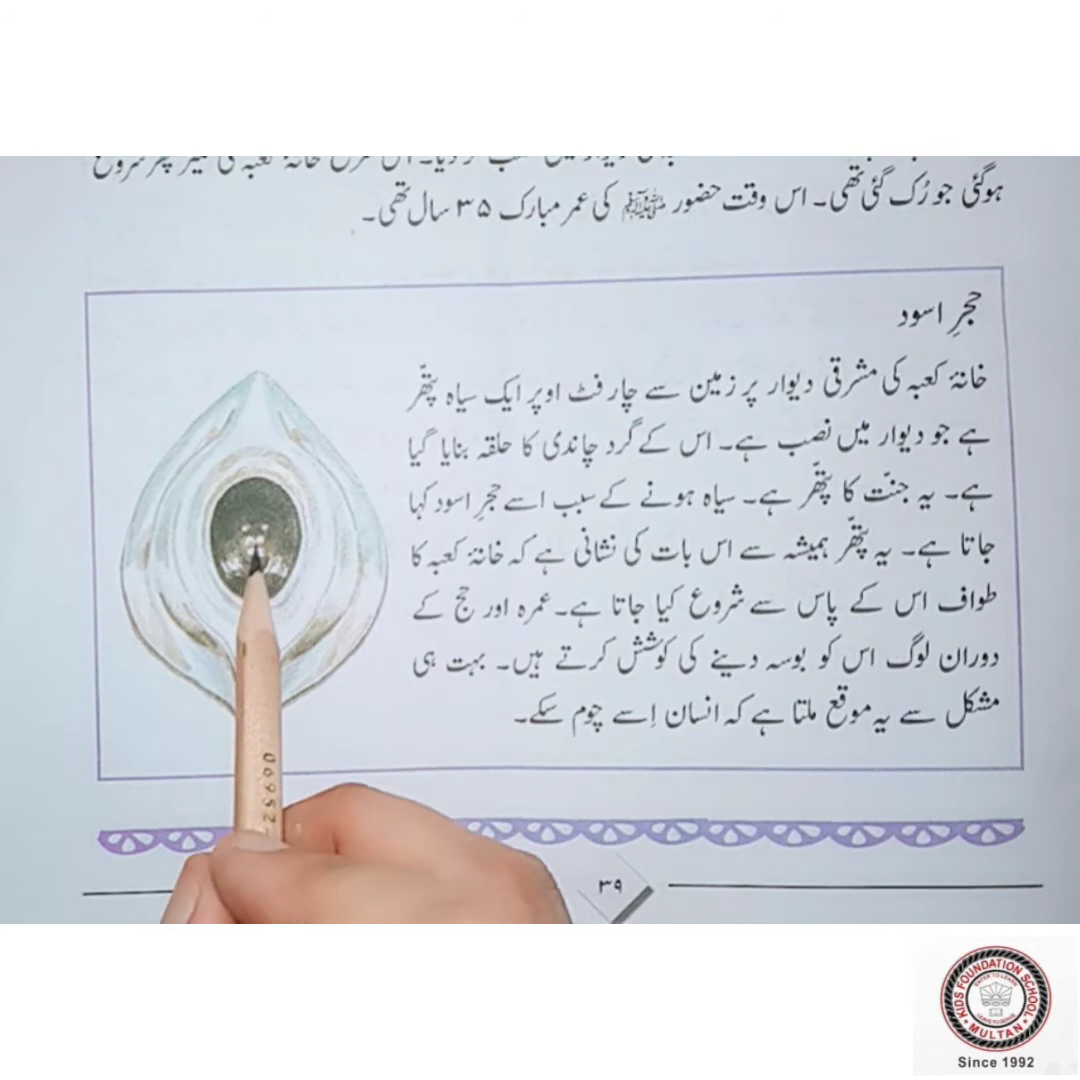 ہوگئی جو رُک گئی تھی۔ اس وقت حضور ﷺ کی عمر مبارک ۳۵ سال تھی۔
حجرِ اسود
خانۂ کعبہ کی مشرقی دیوار پر زمین سے چار فٹ اوپر ایک سیاہ پتھّر
ہے جو دیوار میں نصب ہے۔ اس کے گرد چاندی کا حلقہ بنایا گیا
ہے۔ یہ جنّت کا پتھّر ہے۔ سیاہ ہونے کے سبب اسے حجرِ اسود کہا
جاتا ہے۔ یہ پتھّر ہمیشہ سے اس بات کی نشانی ہے کہ خانۂ کعبہ کا
طواف اس کے پاس سے شروع کیا جاتا ہے۔ عمرہ اور حج کے
دوران لوگ اس کو بوسہ دینے کی کوشش کرتے ہیں۔ بہت ہی
مشکل سے یہ موقع ملتا ہے کہ انسان اِسے چوم سکے۔
06952
۳۹
KIDS FOUNDATION SCHOOL
MULTAN
Since 1992